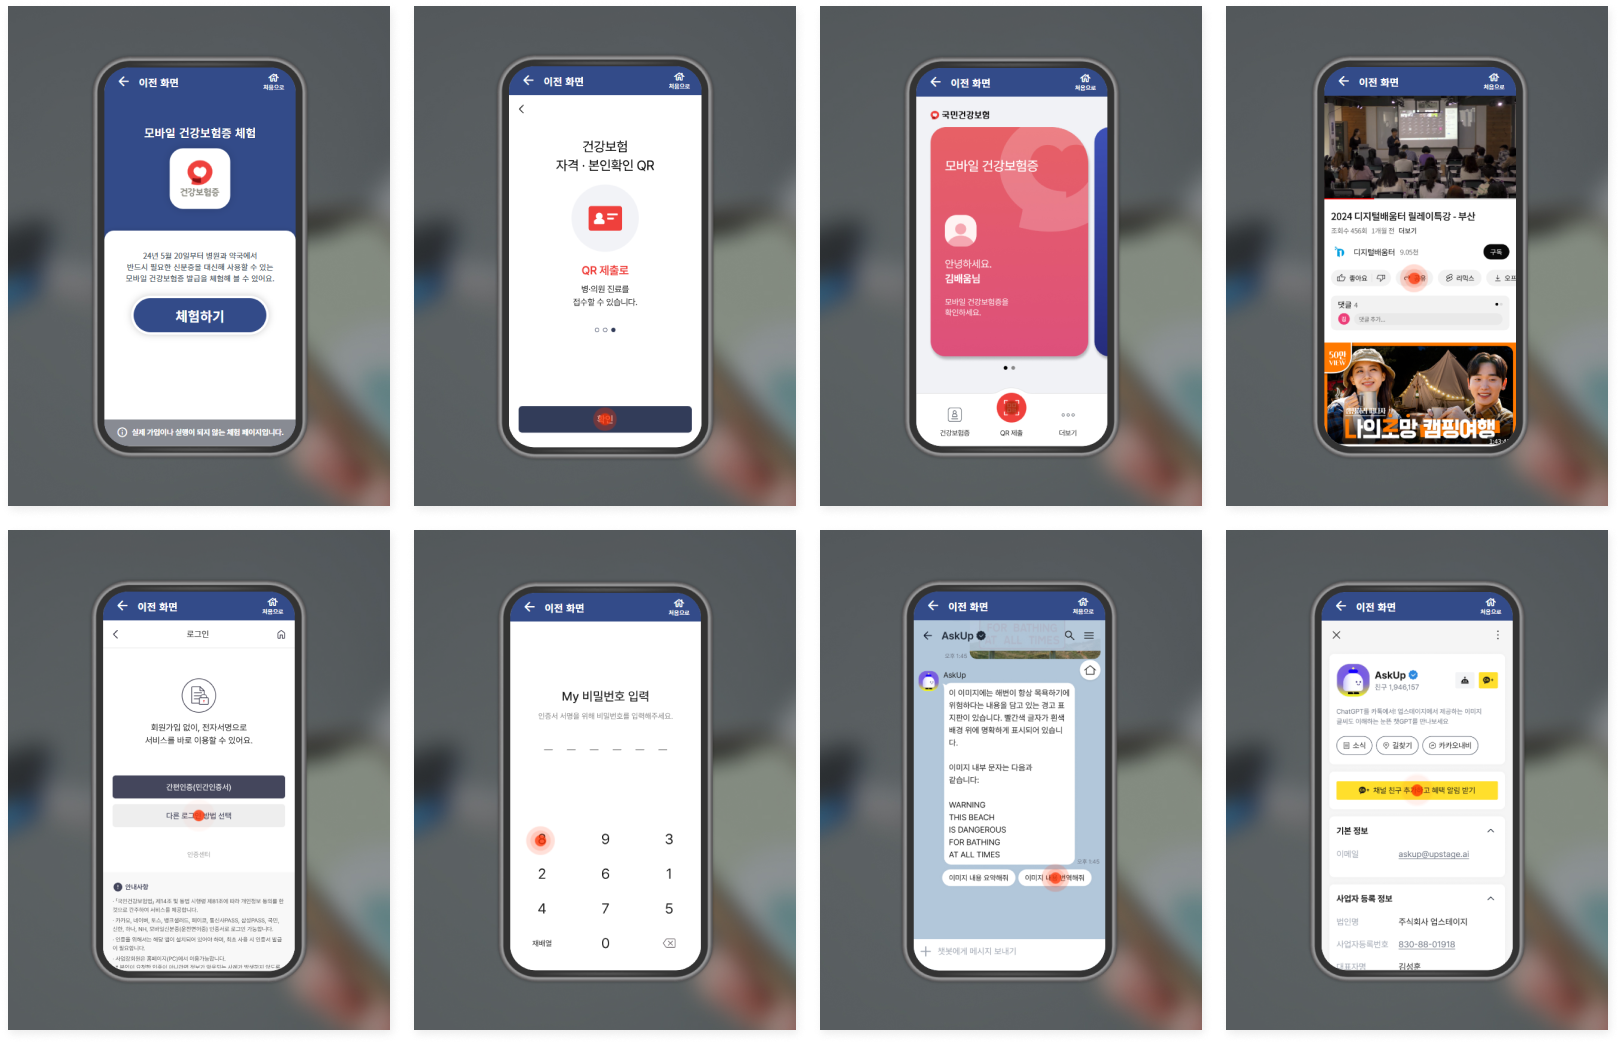 이전 화면
처음으로
모바일 건강보험증 체험
건강보험증
24년 5월 20일부터 병원과 약국에서
반드시 필요한 신분증을 대신해 사용할 수 있는
모바일 건강보험증 발급을 체험해 볼 수 있어요.
체험하기
실제 가입이나 실행이 되지 않는 체험 페이지입니다.
이전 화면
처음으로
건강보험
자격 · 본인확인 QR
QR 제출로
병·의원 진료를
접수할 수 있습니다.
확인
이전 화면
처음으로
국민건강보험
모바일 건강보험증
안녕하세요.
김배움님
모바일 건강보험증을
확인하세요.
건강보험증
QR 제출
더보기
이전 화면
처음으로
2024 디지털배움터 릴레이특강 - 부산
조회수 456회 1개월 전 더보기
디지털배움터 9.05천
구독
좋아요
리믹스
오프
댓글 4
댓글 추가...
50만
VIEW
나의로망 캠핑여행
이전 화면
처음으로
로그인
회원가입 없이, 전자서명으로
서비스를 바로 이용할 수 있어요.
간편인증(민간인증서)
다른 로그인 방법 선택
인증센터
안내사항
이전 화면
처음으로
My 비밀번호 입력
인증서 서명을 위해 비밀번호를 입력해주세요.
8 9 3
2 6 1
4 7 5
재배열 0
이전 화면
처음으로
AskUp
FOR BATHING
AT ALL TIMES
오후 1:45
AskUp
이 이미지에는 해변이 항상 목욕하기에
위험하다는 내용을 담고 있는 경고 표
지판이 있습니다. 빨간색 글자가 흰색
배경 위에 명확하게 표시되어 있습니
다.
이미지 내부 문자는 다음과
같습니다:
WARNING
THIS BEACH
IS DANGEROUS
FOR BATHING
AT ALL TIMES
오후 1:45
이미지 내용 요약해줘
이미지 내용 번역해줘
챗봇에게 메시지 보내기
이전 화면
처음으로
AskUp
친구 1,946,157
ChatGPT를 카톡에서! 업스테이지에서 제공하는 이미지
글씨도 이해하는 눈뜬 챗GPT를 만나보세요
소식
길찾기
카카오내비
채널 친구 추가하고 혜택 알림 받기
기본 정보
이메일 askup@upstage.ai
사업자 등록 정보
법인명 주식회사 업스테이지
사업자등록번호 830-88-01918
대표자명 김성훈